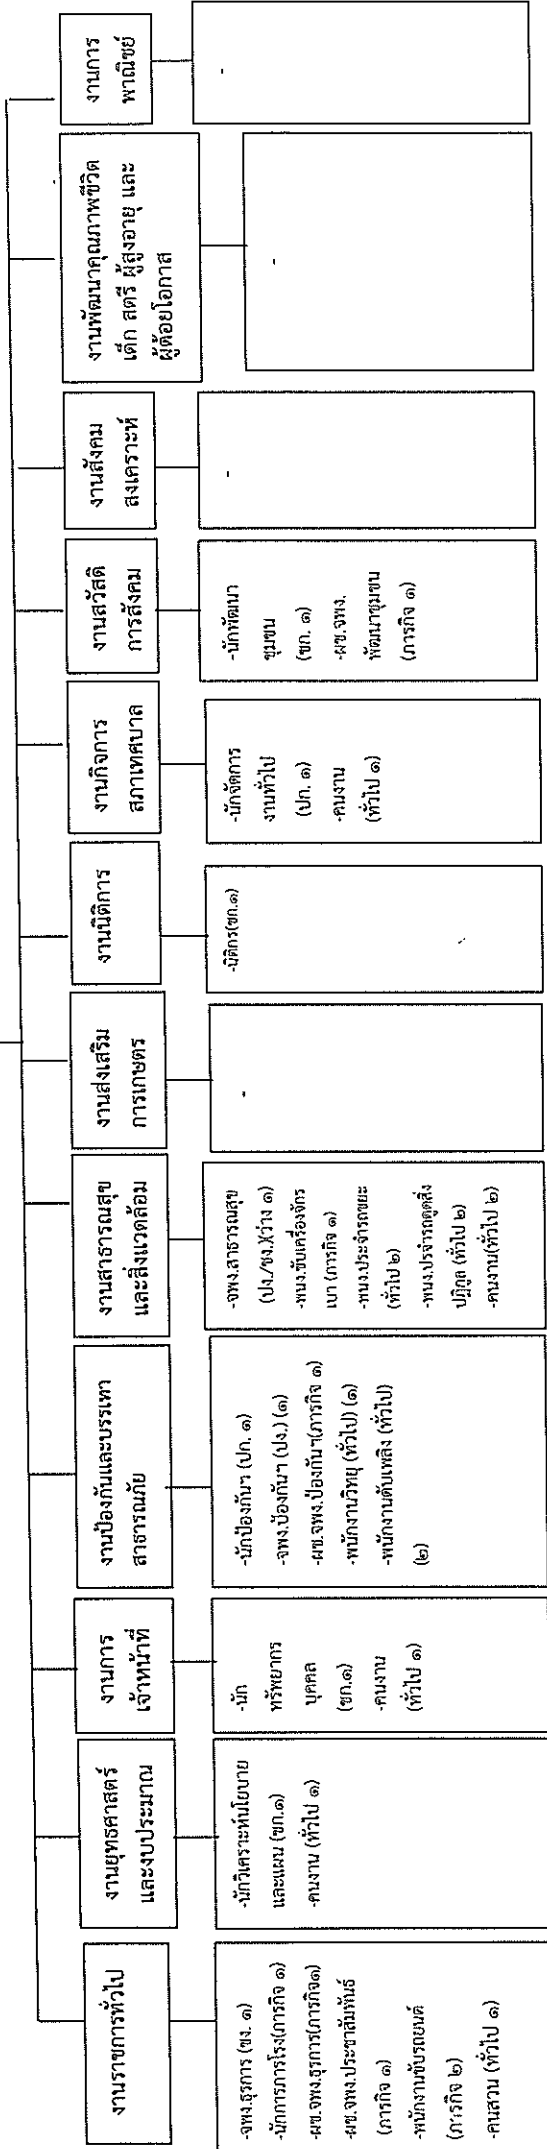 งานราชการทั่วไป
-จพง.ธุรการ (ชง. ๑)
-นักการภารโรง(ภารกิจ ๑)
-ผช.จพง.ธุรการ(ภารกิจ๑)
-ผช.จพง.ประชาสัมพันธ์
(ภารกิจ ๑)
-พนักงานขับรถยนต์
(ภารกิจ ๒)
-คนสวน (ทั่วไป ๑)
งานยุทธศาสตร์
และงบประมาณ
-นักวิเคราะห์นโยบาย
และแผน (ชก.๑)
-คนงาน (ทั่วไป ๑)
งานการ
เจ้าหน้าที่
-นัก
ทรัพยากร
บุคคล
(ชก.๑)
-คนงาน
(ทั่วไป ๑)
งานป้องกันและบรรเทา
สาธารณภัย
-นักป้องกันฯ (ปก. ๑)
-จพง.ป้องกันฯ (ปง.) (๑)
-ผช.จพง.ป้องกันฯ(ภารกิจ ๑)
-พนักงานวิทยุ (ทั่วไป) (๑)
-พนักงานดับเพลิง (ทั่วไป)
(๒)
งานสาธารณสุข
และสิ่งแวดล้อม
-จพง.สาธารณสุข
(ปง./ชง.)(ว่าง ๑)
-พนง.ขับเครื่องจักร
เบา (ภารกิจ ๑)
-พนง.ประจำรถขยะ
(ทั่วไป ๒)
-พนง.ปรจำรถดูดสิ่ง
ปฏิกูล (ทั่วไป ๒)
-คนงาน(ทั่วไป ๒)
งานส่งเสริม
การเกษตร
-
งานนิติการ
-นิติกร(ชก.๑)
งานกิจการ
สภาเทศบาล
-นักจัดการ
งานทั่วไป
(ปก. ๑)
-คนงาน
(ทั่วไป ๑)
งานสวัสดิ
การสังคม
-นักพัฒนา
ชุมชน
(ชก. ๑)
-ผช.จพง.
พัฒนาชุมชน
(ภารกิจ ๑)
งานสังคม
สงเคราะห์
-
งานพัฒนาคุณภาพชีวิต
เด็ก สตรี ผู้สูงอายุ และ
ผู้ด้อยโอกาส
-
งานการ
พาณิชย์
-